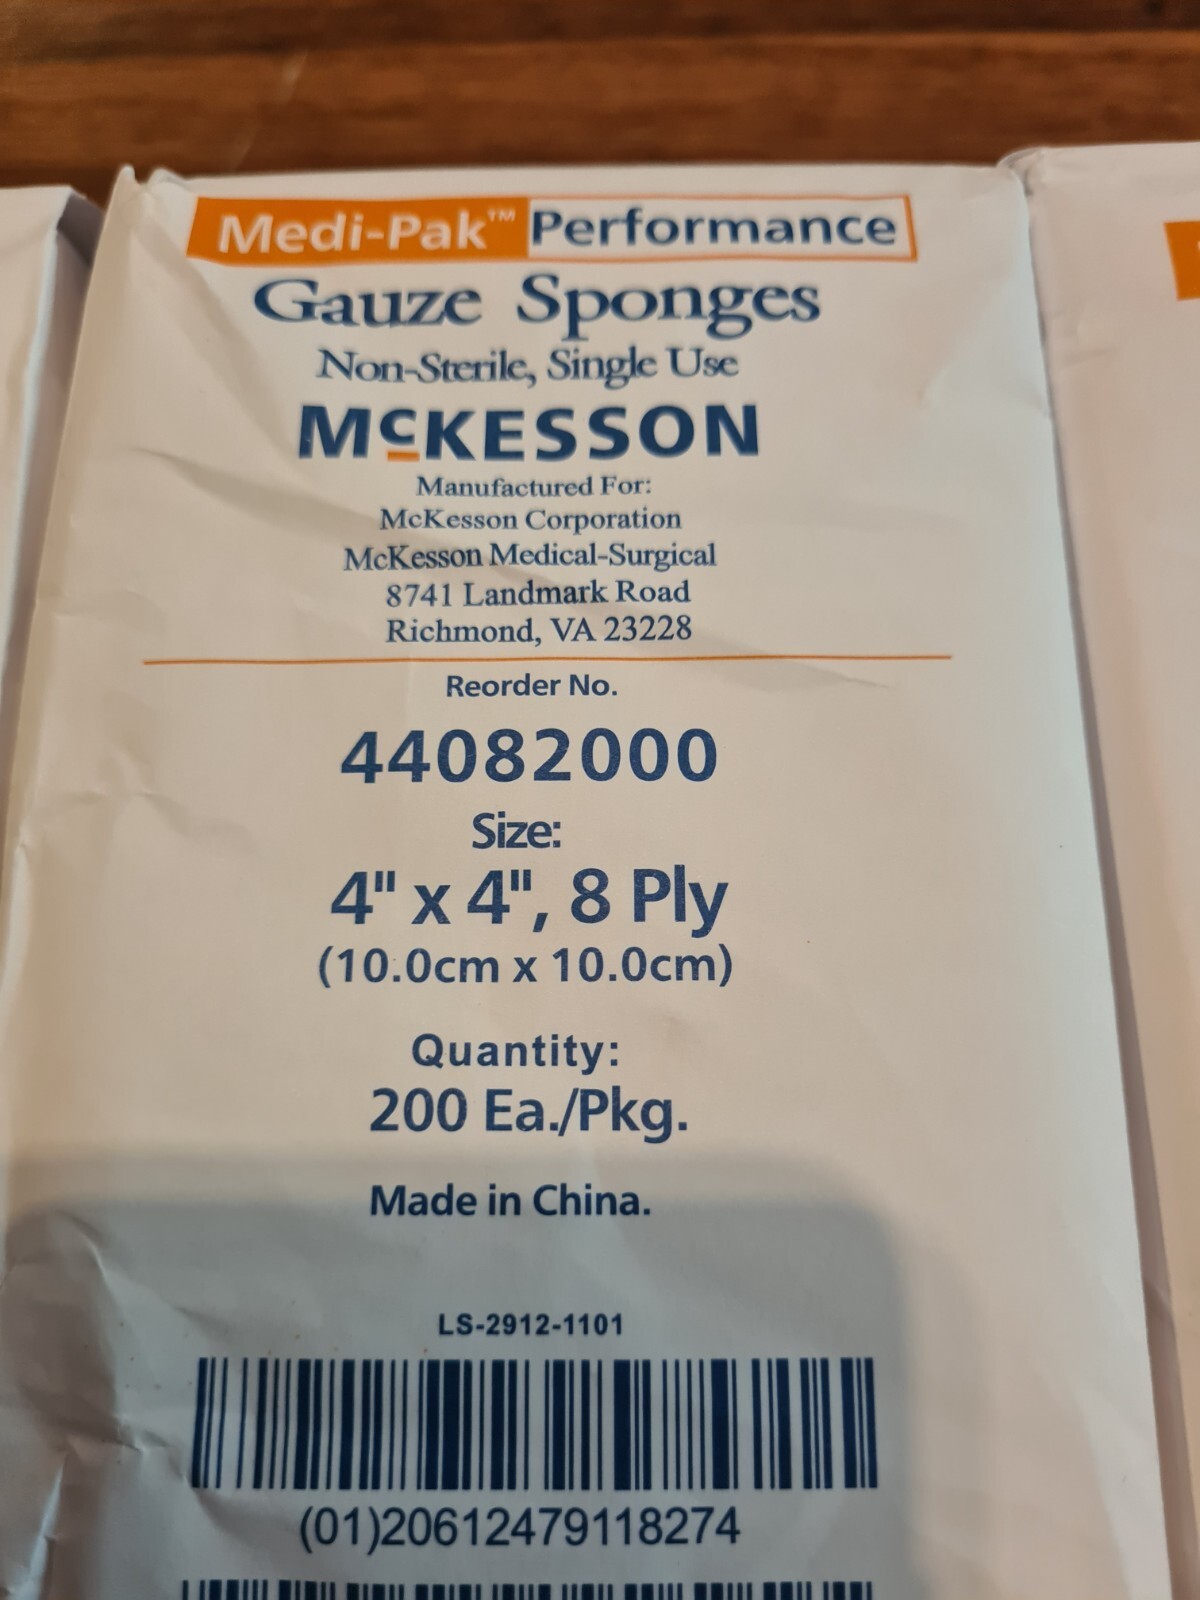 Medi-Pak™ Performance
Gauze Sponges
Non-Sterile, Single Use
McKESSON
Manufactured For:
McKesson Corporation
McKesson Medical-Surgical
8741 Landmark Road
Richmond, VA 23228
Reorder No.
44082000
Size:
4" x 4", 8 Ply
(10.0cm x 10.0cm)
Quantity:
200 Ea./Pkg.
Made in China.
LS-2912-1101
(01)20612479118274